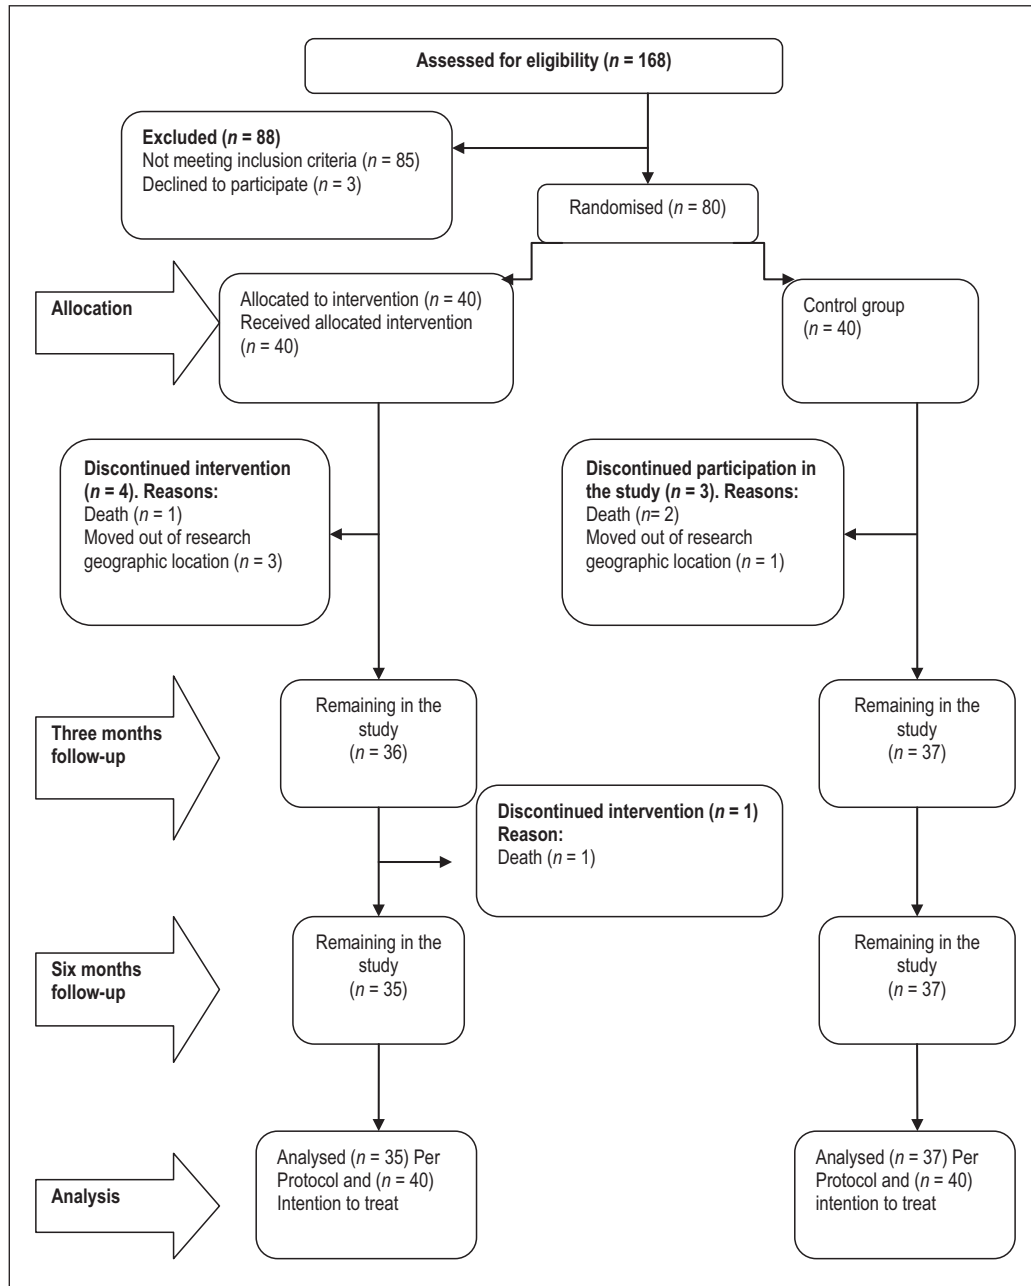 Assessed for eligibility (n = 168)
Excluded (n = 88)
Not meeting inclusion criteria (n = 85)
Declined to participate (n = 3)
Randomised (n = 80)
Allocation
Allocated to intervention (n = 40)
Received allocated intervention
(n = 40)
Control group
(n = 40)
Discontinued intervention
(n = 4). Reasons:
Death (n = 1)
Moved out of research
geographic location (n = 3)
Discontinued participation in
the study (n = 3). Reasons:
Death (n= 2)
Moved out of research
geographic location (n = 1)
Three months
follow-up
Remaining in the
study
(n = 36)
Remaining in the
study
(n = 37)
Discontinued intervention (n = 1)
Reason:
Death (n = 1)
Six months
follow-up
Remaining in the
study
(n = 35)
Remaining in the
study
(n = 37)
Analysis
Analysed (n = 35) Per
Protocol and (n = 40)
Intention to treat
Analysed (n = 37) Per
Protocol and (n = 40)
intention to treat